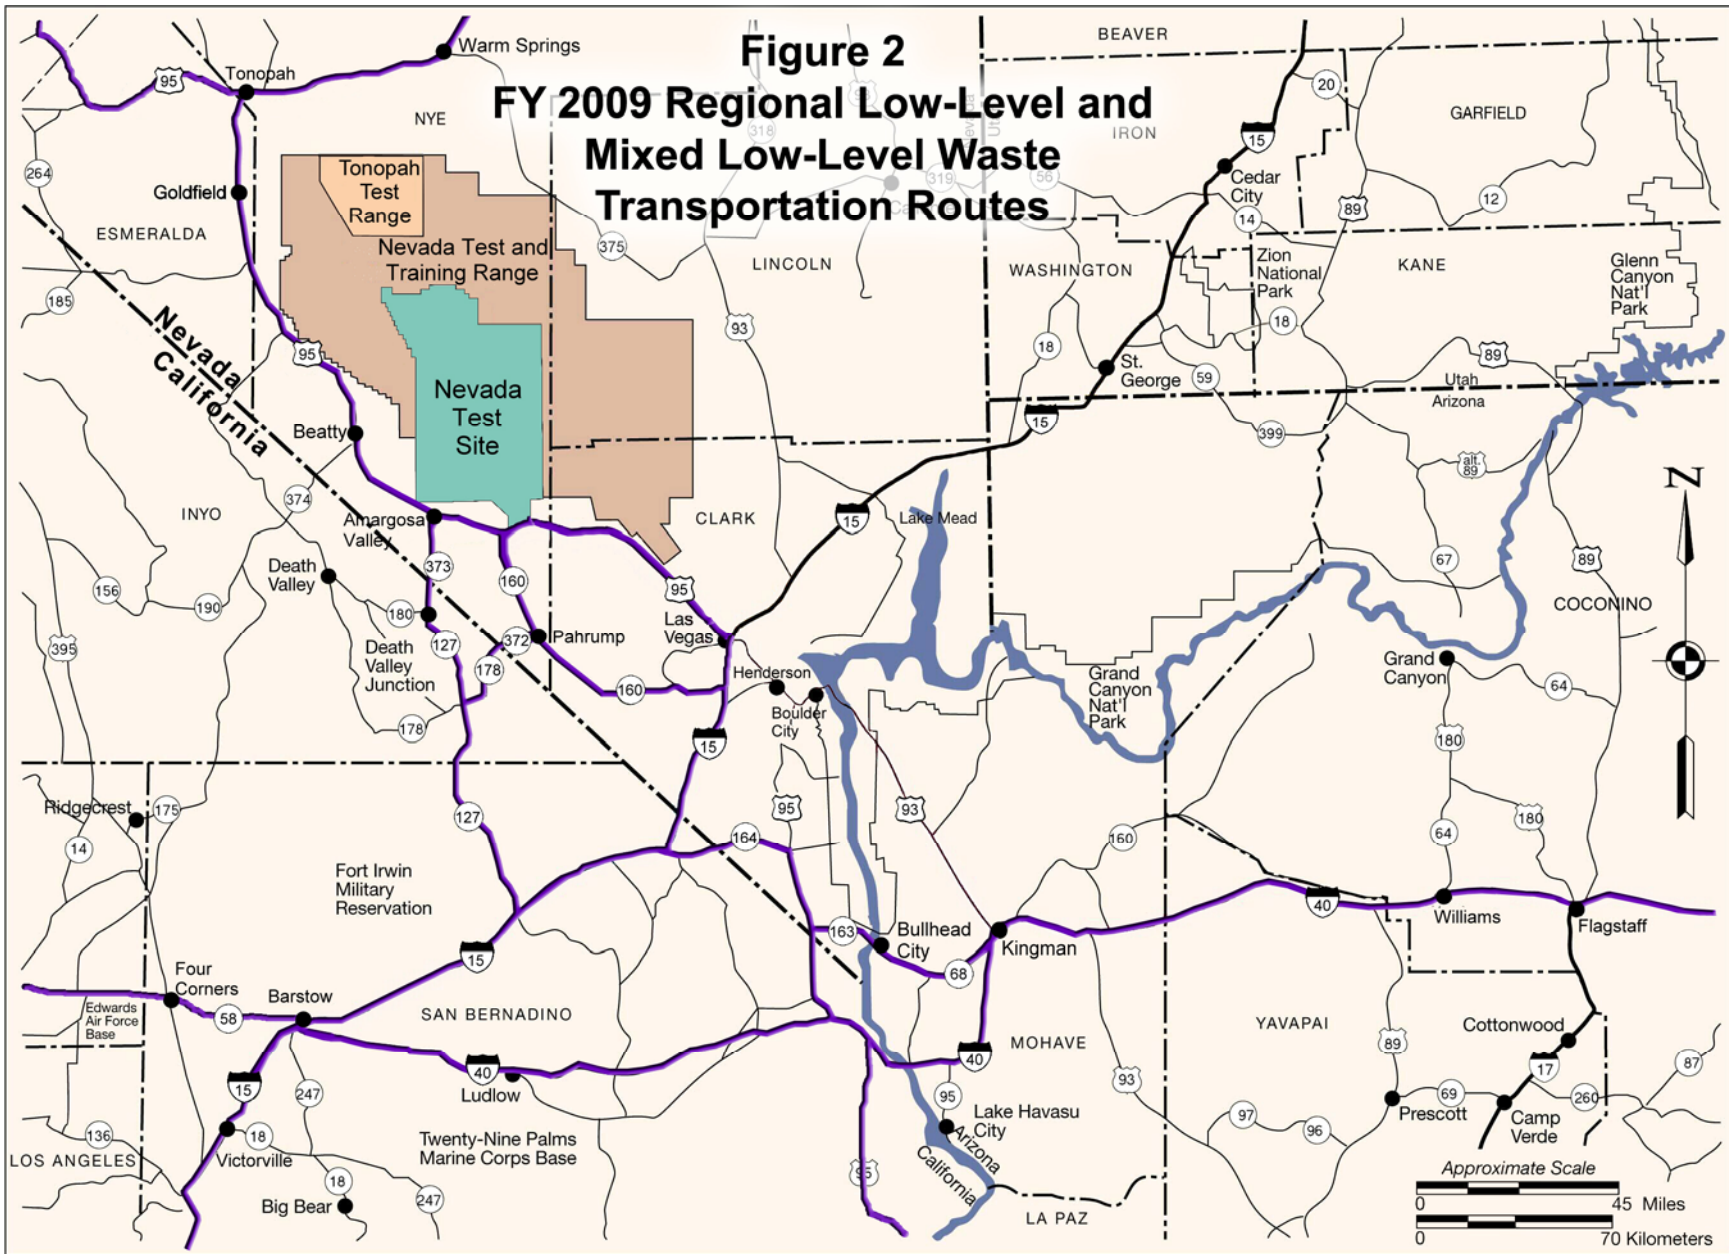 Figure 2
FY 2009 Regional Low-Level and
Mixed Low-Level Waste
Transportation Routes
BEAVER
Warm Springs
95
Tonopah
20
NYE
93
318
Nevada
IRON
15
GARFIELD
Tonopah
Test
Range
264
Goldfield
319
56
Cedar
City
12
89
14
ESMERALDA
375
Nevada Test and
Training Range
LINCOLN
WASHINGTON
Zion
National
Park
KANE
Glenn
Canyon
Nat'l
Park
185
Nevada
California
95
93
18
18
89
St.
George
59
Utah
Arizona
Nevada
Test
Site
15
399
Beatty
alt.
89
374
INYO
Amargosa
Valley
CLARK
15
Lake Mead
N
Death
Valley
373
160
95
67
89
156
190
180
COCONINO
395
127
372
Pahrump
Las
Vegas
Death
Valley
Junction
178
160
Henderson
Boulder
City
Grand
Canyon
Nat'l
Park
Grand
Canyon
64
178
15
180
Ridgecrest
175
127
95
93
164
160
64
180
14
Fort Irwin
Military
Reservation
40
Williams
Flagstaff
163
Bullhead
City
Kingman
15
68
Four
Corners
Barstow
Edwards
Air Force
Base
58
SAN BERNADINO
MOHAVE
YAVAPAI
Cottonwood
89
40
40
15
247
Ludlow
95
93
17
87
69
260
Prescott
Camp
Verde
Lake Havasu
City
97
96
136
18
Victorville
Twenty-Nine Palms
Marine Corps Base
LOS ANGELES
Arizona
California
95
18
247
Big Bear
LA PAZ
Approximate Scale
0 45 Miles
0 70 Kilometers